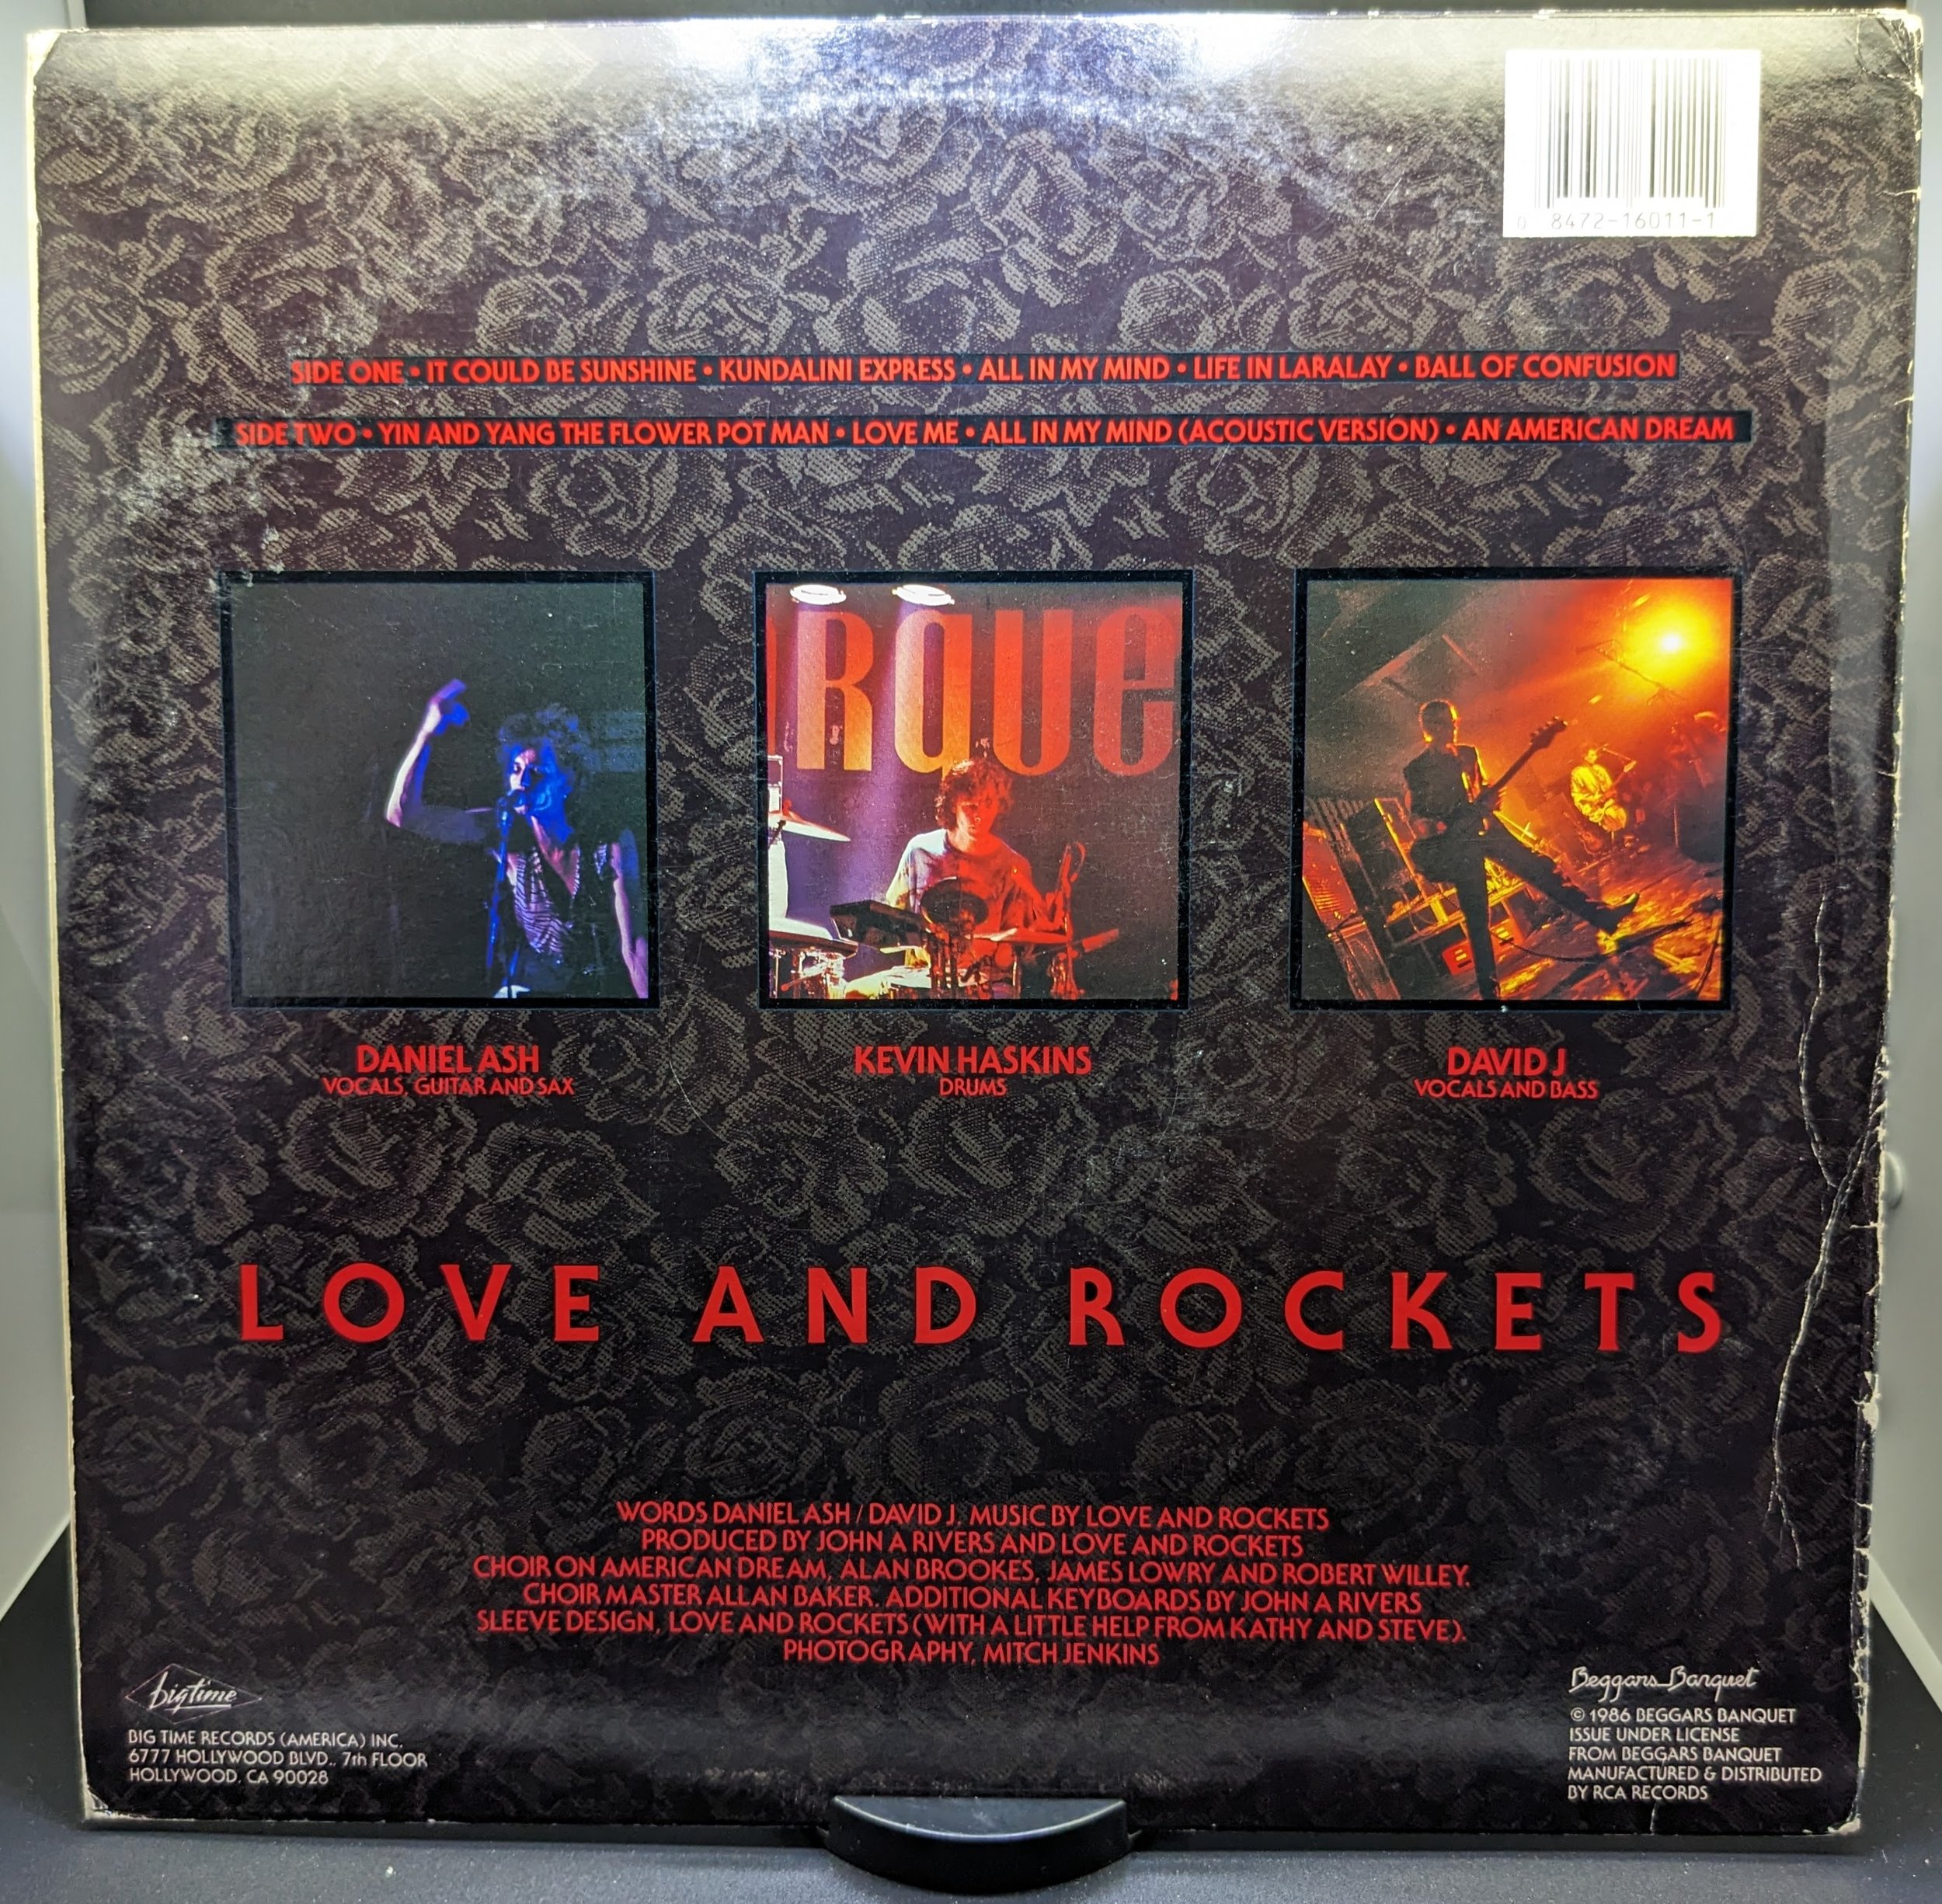 0 8472-16011-1
SIDE ONE • IT COULD BE SUNSHINE • KUNDALINI EXPRESS • ALL IN MY MIND • LIFE IN LARALAY • BALL OF CONFUSION
SIDE TWO • YIN AND YANG THE FLOWER POT MAN • LOVE ME • ALL IN MY MIND (ACOUSTIC VERSION) • AN AMERICAN DREAM
Rque
DANIEL ASH
VOCALS, GUITAR AND SAX
KEVIN HASKINS
DRUMS
DAVID J
VOCALS AND BASS
LOVE AND ROCKETS
WORDS DANIEL ASH / DAVID J. MUSIC BY LOVE AND ROCKETS
PRODUCED BY JOHN A RIVERS AND LOVE AND ROCKETS
CHOIR ON AMERICAN DREAM, ALAN BROOKES, JAMES LOWRY AND ROBERT WILLEY.
CHOIR MASTER ALLAN BAKER. ADDITIONAL KEYBOARDS BY JOHN A RIVERS
SLEEVE DESIGN, LOVE AND ROCKETS (WITH A LITTLE HELP FROM KATHY AND STEVE).
PHOTOGRAPHY, MITCH JENKINS
big time
BIG TIME RECORDS (AMERICA) INC.
6777 HOLLYWOOD BLVD., 7th FLOOR
HOLLYWOOD, CA 90028
Beggars Banquet
© 1986 BEGGARS BANQUET
ISSUE UNDER LICENSE
FROM BEGGARS BANQUET
MANUFACTURED & DISTRIBUTED
BY RCA RECORDS